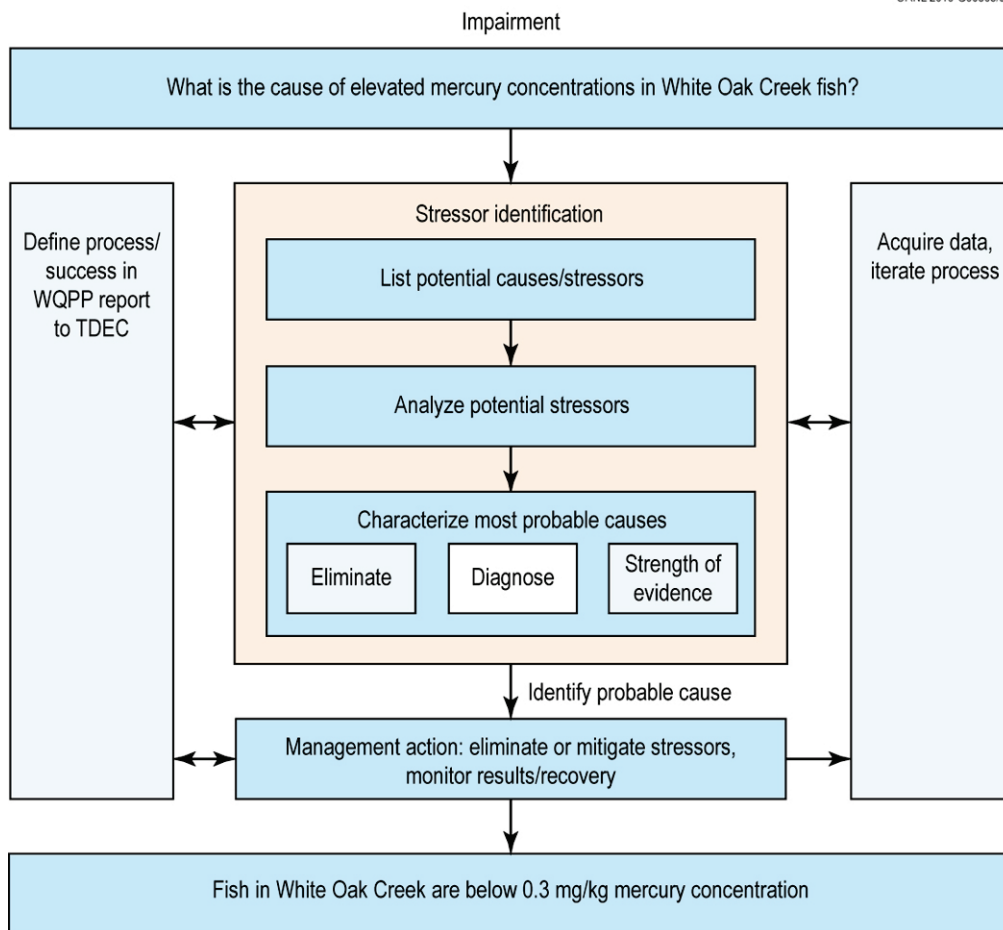 Impairment
What is the cause of elevated mercury concentrations in White Oak Creek fish?
Define process/
success in
WQPP report
to TDEC
Stressor identification
List potential causes/stressors
Analyze potential stressors
Characterize most probable causes
Eliminate
Diagnose
Strength of
evidence
Acquire data,
iterate process
Identify probable cause
Management action: eliminate or mitigate stressors,
monitor results/recovery
Fish in White Oak Creek are below 0.3 mg/kg mercury concentration